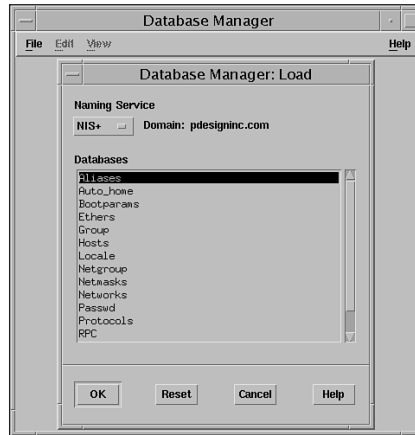 Database Manager
File Edit View Help
Database Manager: Load
Naming Service
NIS+ Domain: pdesigninc.com
Databases
Aliases
Auto_home
Bootparams
Ethers
Group
Hosts
Locale
Netgroup
Netmasks
Networks
Passwd
Protocols
RPC
OK Reset Cancel Help